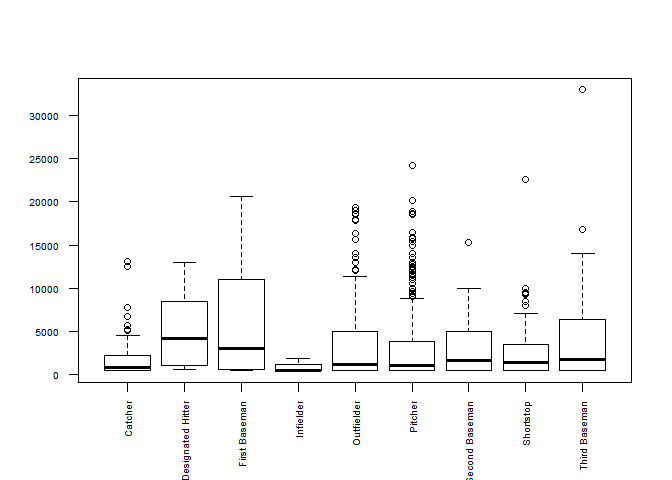 30000
25000
20000
15000
10000
5000
0
Catcher
Designated Hitter
First Baseman
Infielder
Outfielder
Pitcher
Second Baseman
Shortstop
Third Baseman